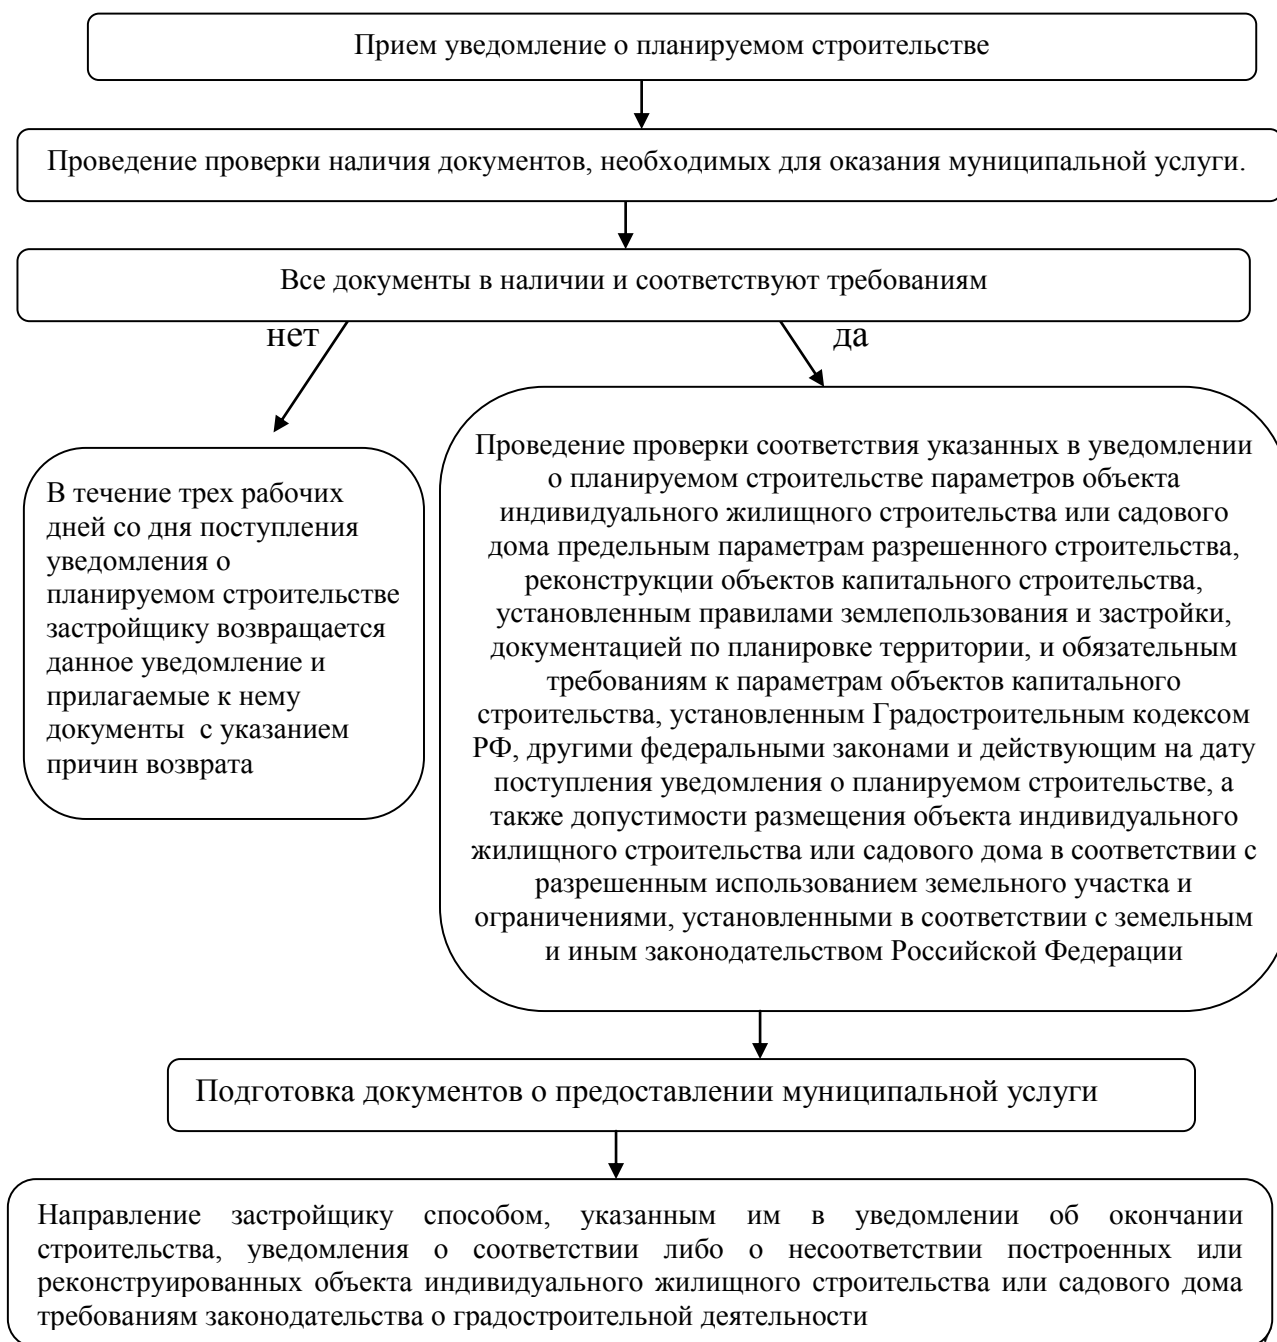 Прием уведомление о планируемом строительстве
Проведение проверки наличия документов, необходимых для оказания муниципальной услуги.
Все документы в наличии и соответствуют требованиям
нет
да
В течение трех рабочих
дней со дня поступления
уведомления о
планируемом строительстве
застройщику возвращается
данное уведомление и
прилагаемые к нему
документы с указанием
причин возврата
Проведение проверки соответствия указанных в уведомлении
о планируемом строительстве параметров объекта
индивидуального жилищного строительства или садового
дома предельным параметрам разрешенного строительства,
реконструкции объектов капитального строительства,
установленным правилами землепользования и застройки,
документацией по планировке территории, и обязательным
требованиям к параметрам объектов капитального
строительства, установленным Градостроительным кодексом
РФ, другими федеральными законами и действующим на дату
поступления уведомления о планируемом строительстве, а
также допустимости размещения объекта индивидуального
жилищного строительства или садового дома в соответствии с
разрешенным использованием земельного участка и
ограничениями, установленными в соответствии с земельным
и иным законодательством Российской Федерации
Подготовка документов о предоставлении муниципальной услуги
Направление застройщику способом, указанным им в уведомлении об окончании
строительства, уведомления о соответствии либо о несоответствии построенных или
реконструированных объекта индивидуального жилищного строительства или садового дома
требованиям законодательства о градостроительной деятельности